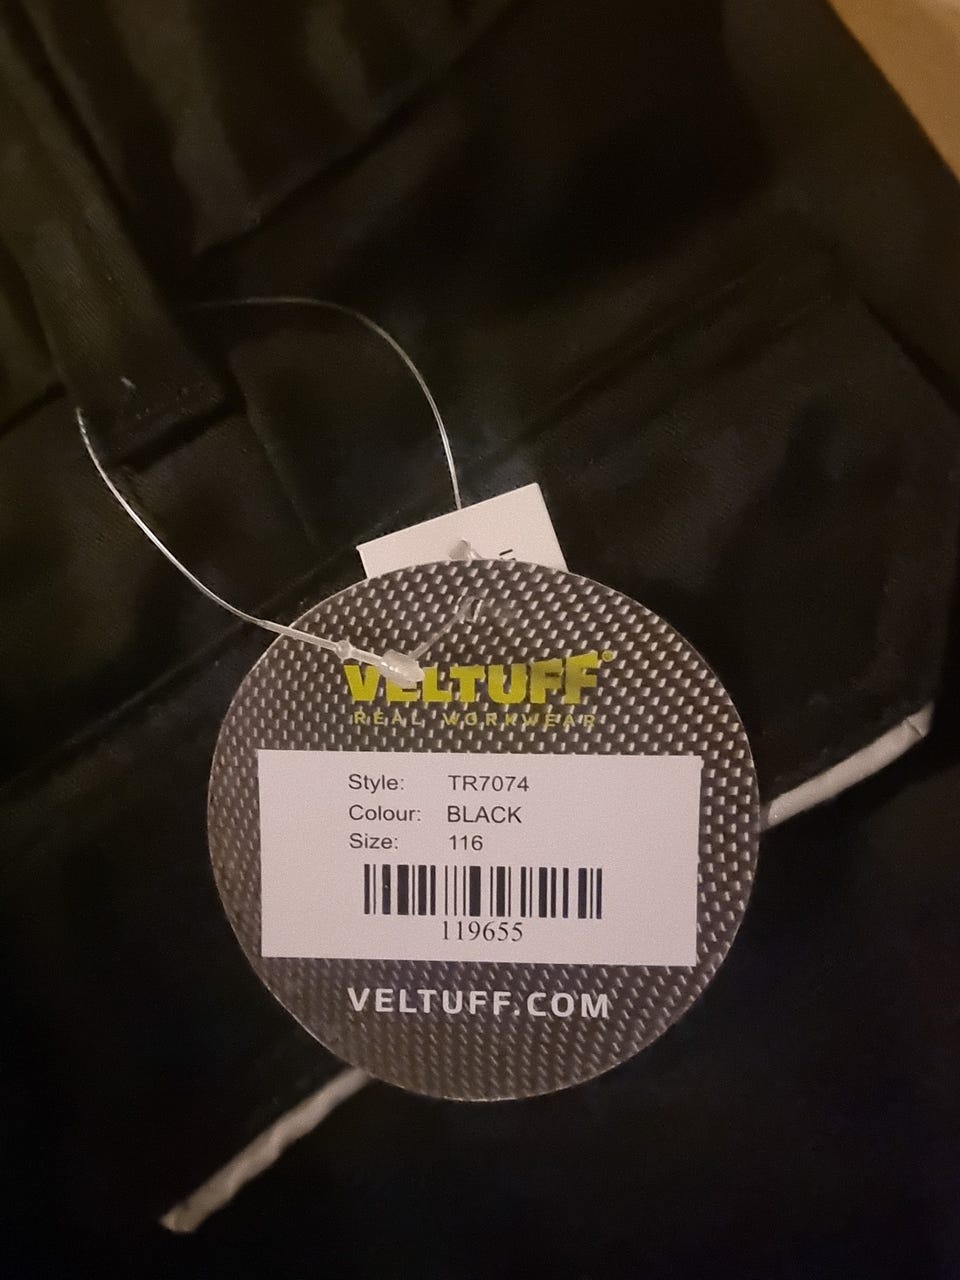 VELTUFF®
REAL WORKWEAR
Style: TR7074
Colour: BLACK
Size: 116
119655
VELTUFF.COM